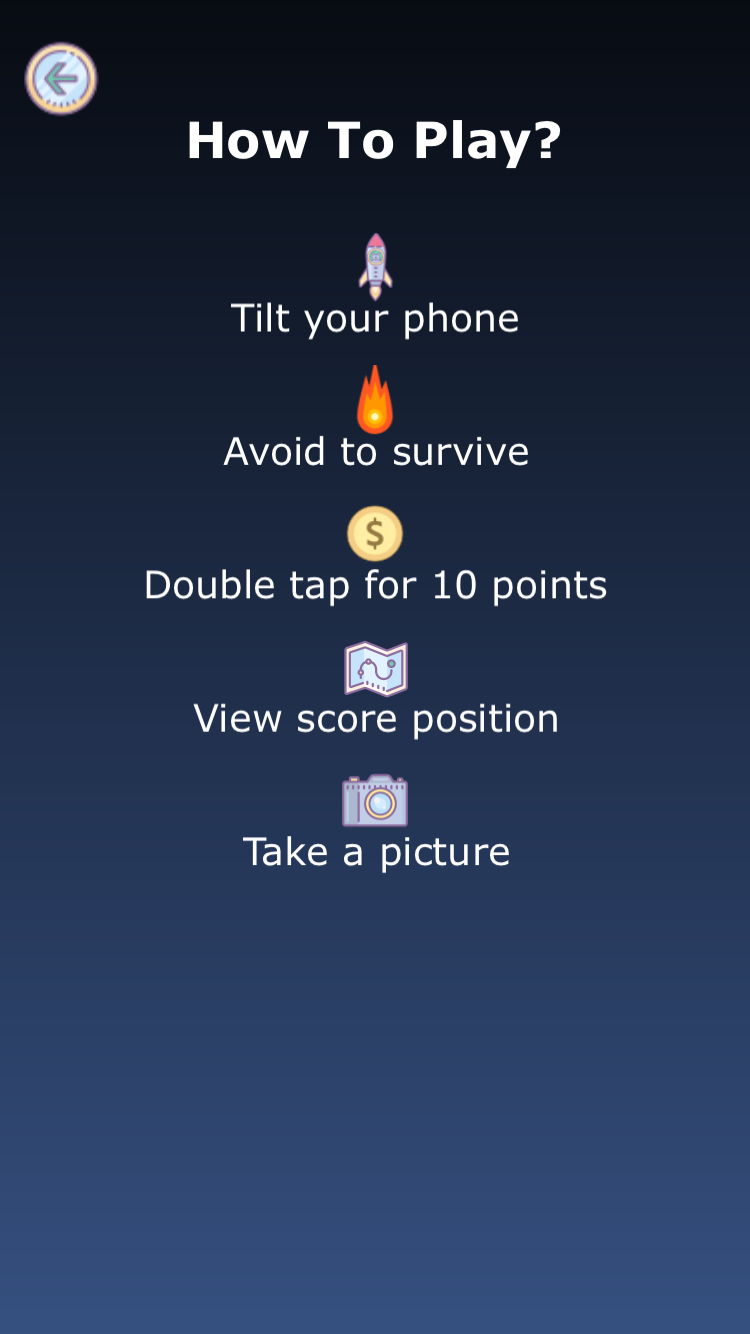 How To Play?
Tilt your phone
Avoid to survive
$
Double tap for 10 points
View score position
Take a picture